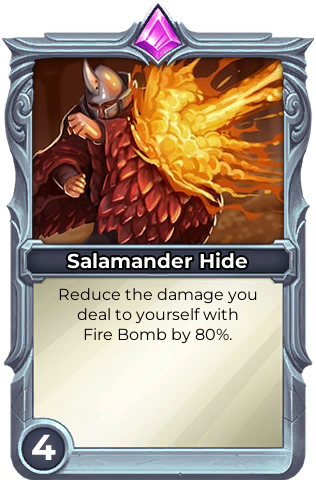 Salamander Hide
Reduce the damage you
deal to yourself with
Fire Bomb by 80%.
4